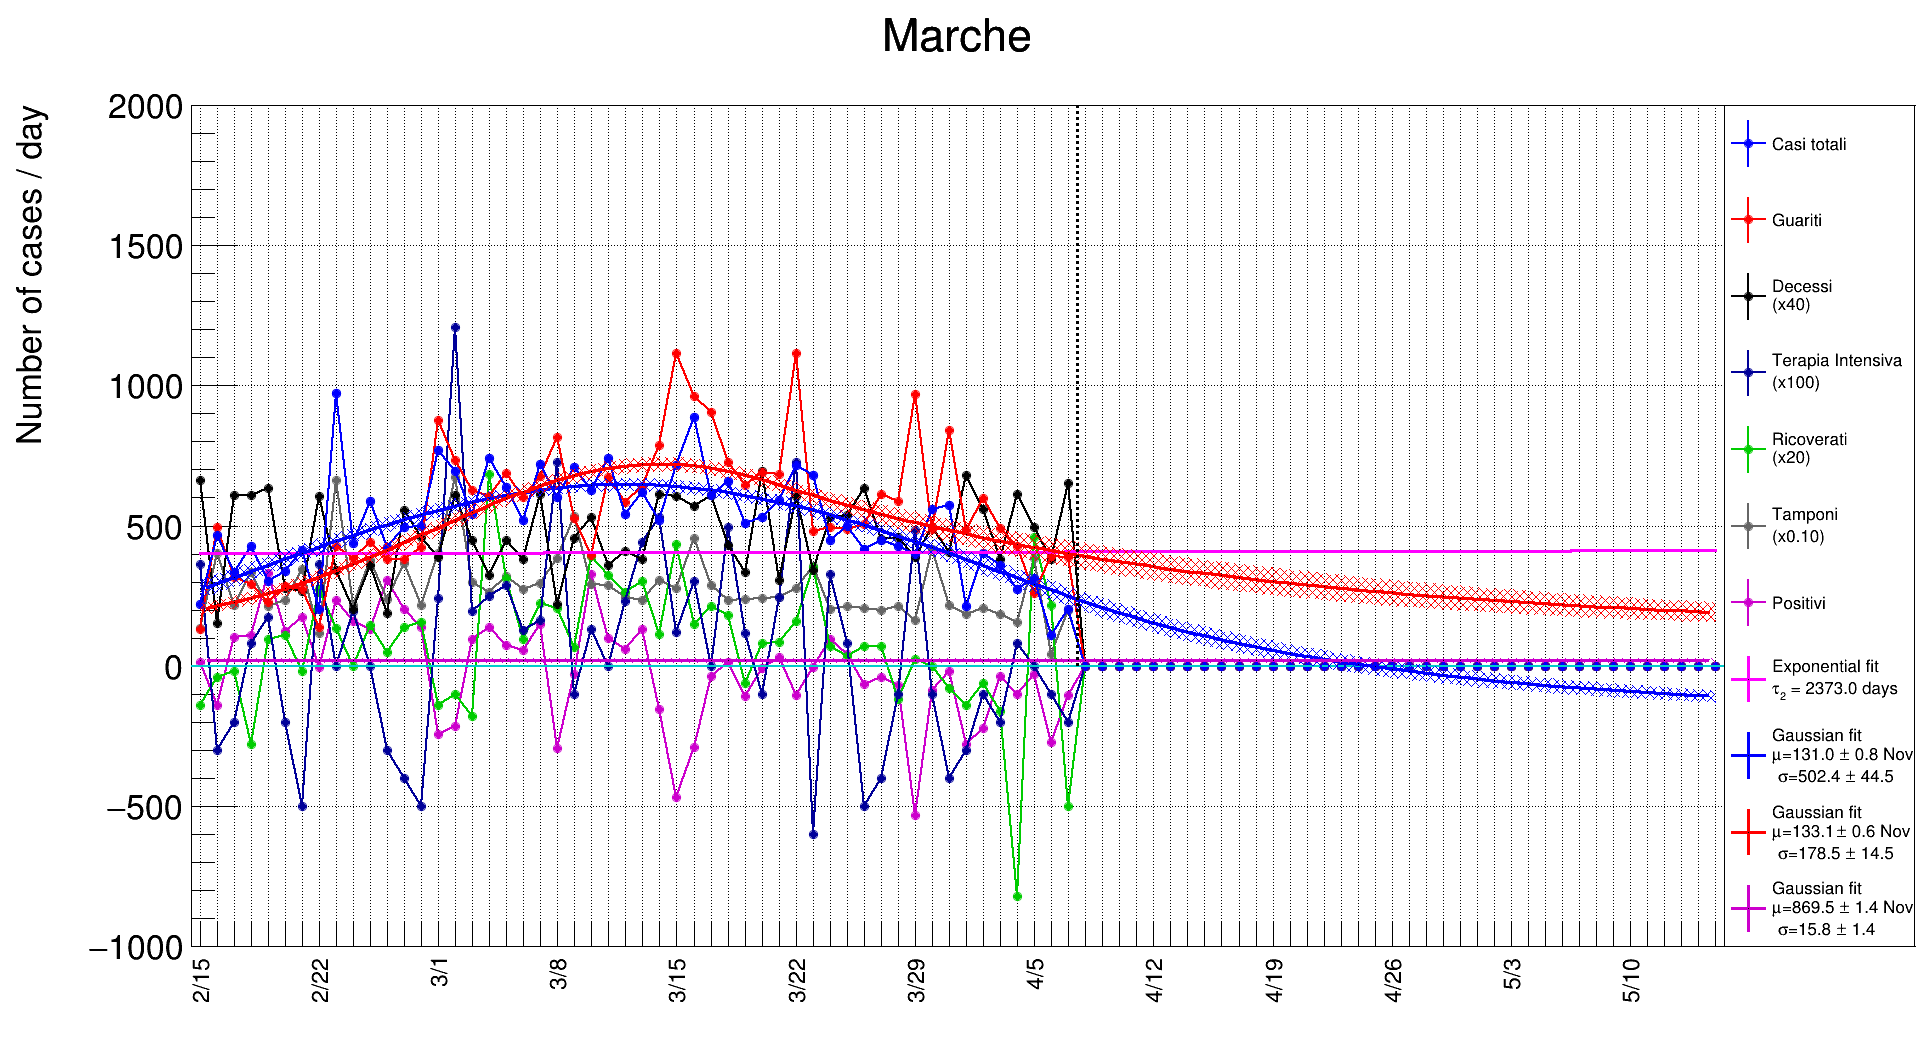 Marche
Number of cases / day
2000
1500
1000
500
0
−500
−1000
2/15
2/22
3/1
3/8
3/15
3/22
3/29
4/5
4/12
4/19
4/26
5/3
5/10
Casi totali
Guariti
Decessi
(x40)
Terapia Intensiva
(x100)
Ricoverati
(x20)
Tamponi
(x0.10)
Positivi
Exponential fit
τ2 = 2373.0 days
Gaussian fit
μ=131.0 ± 0.8 Nov
σ=502.4 ± 44.5
Gaussian fit
μ=133.1 ± 0.6 Nov
σ=178.5 ± 14.5
Gaussian fit
μ=869.5 ± 1.4 Nov
σ=15.8 ± 1.4